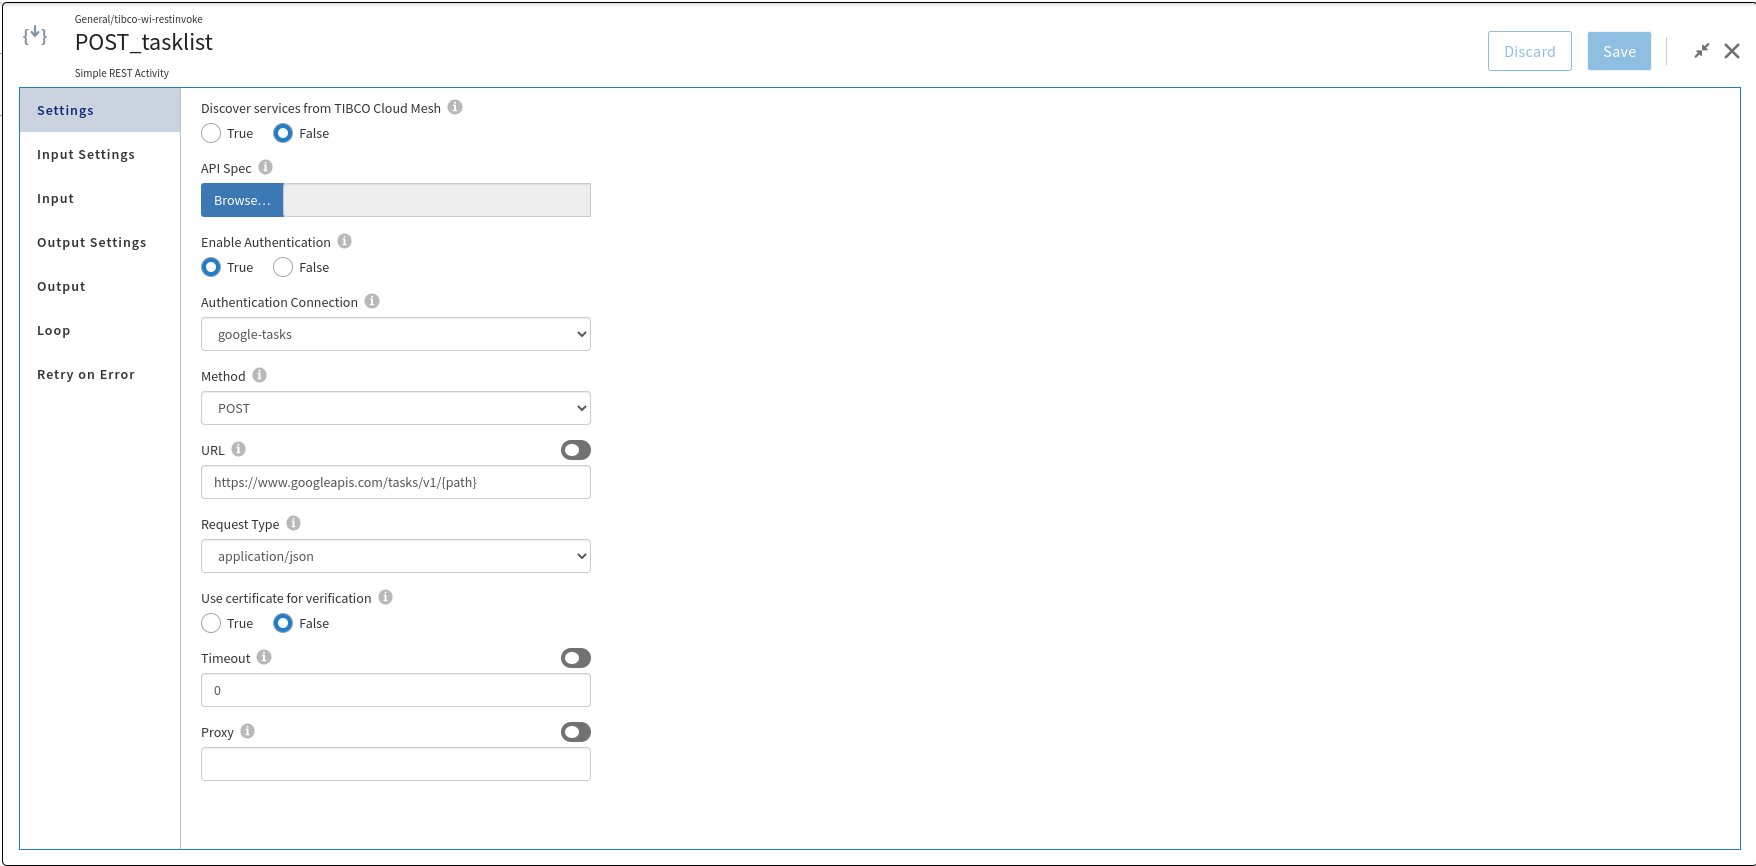 General/tibco-wi-restinvoke
POST_tasklist
Simple REST Activity
Discard
Save
Settings
Input Settings
Input
Output Settings
Output
Loop
Retry on Error
Discover services from TIBCO Cloud Mesh
True False
API Spec
Browse...
Enable Authentication
True False
Authentication Connection
google-tasks
Method
POST
URL
https://www.googleapis.com/tasks/v1/{path}
Request Type
application/json
Use certificate for verification
True False
Timeout
0
Proxy